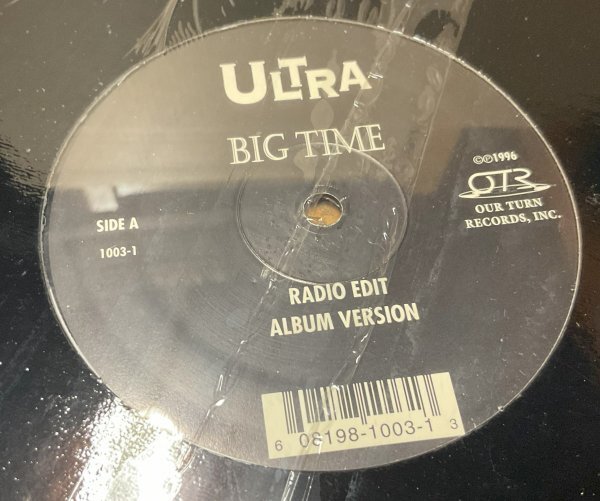 ULTRA
BIG TIME
©℗1996
OTR
OUR TURN
RECORDS, INC.
SIDE A
1003-1
RADIO EDIT
ALBUM VERSION
6 08198-1003-1 3